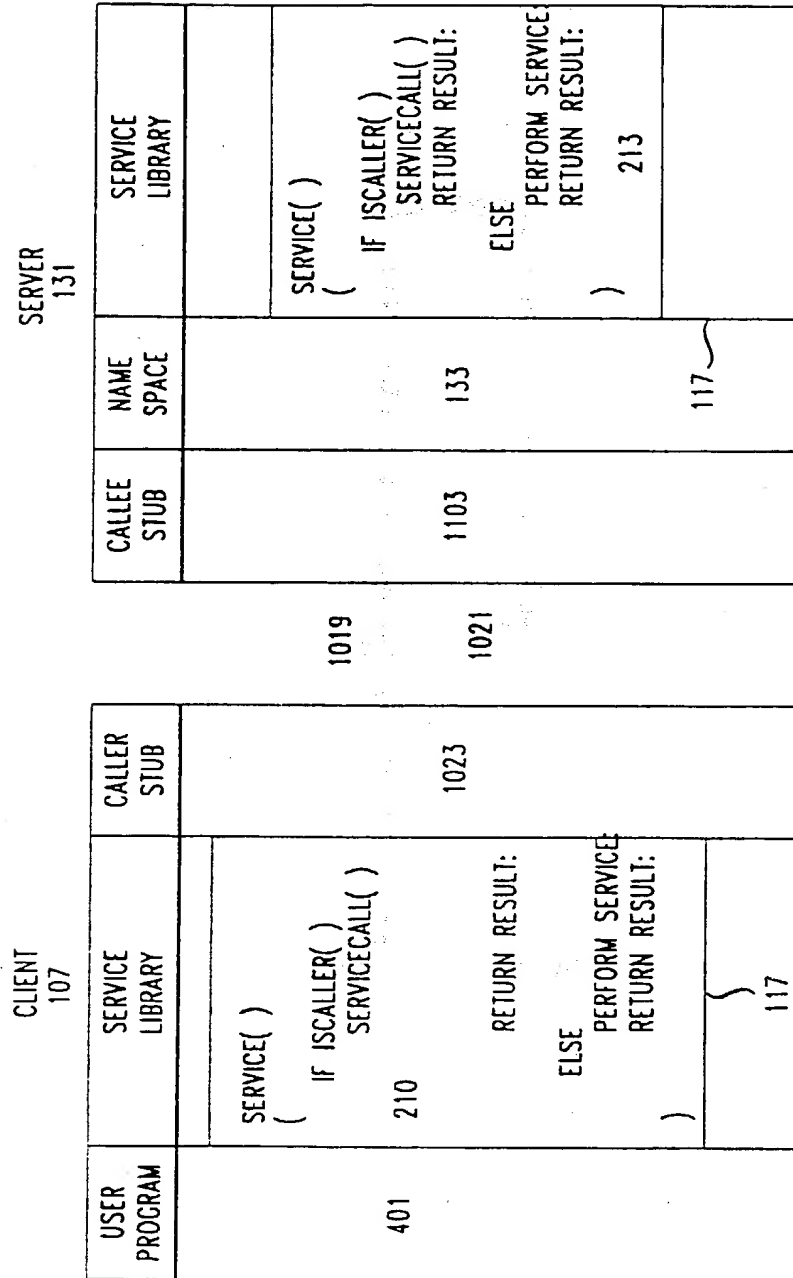 CLIENT
107
USER
PROGRAM
SERVICE
LIBRARY
CALLER
STUB
401
SERVICE( )
(
IF ISCALLER( )
SERVICECALL( )
210
RETURN RESULT:
ELSE
PERFORM SERVICE:
RETURN RESULT:
)
117
1023
1019
1021
SERVER
131
CALLEE
STUB
NAME
SPACE
SERVICE
LIBRARY
1103
133
117
SERVICE( )
(
IF ISCALLER( )
SERVICECALL( )
RETURN RESULT:
ELSE
PERFORM SERVICE:
RETURN RESULT:
213
)